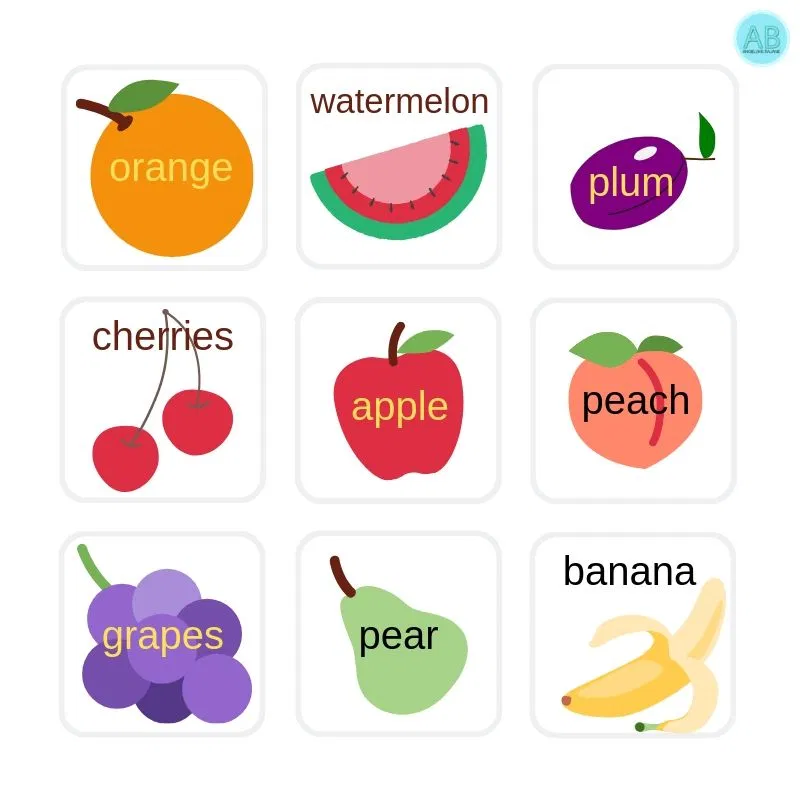 AB
orange
watermelon
plum
cherries
apple
peach
grapes
pear
banana